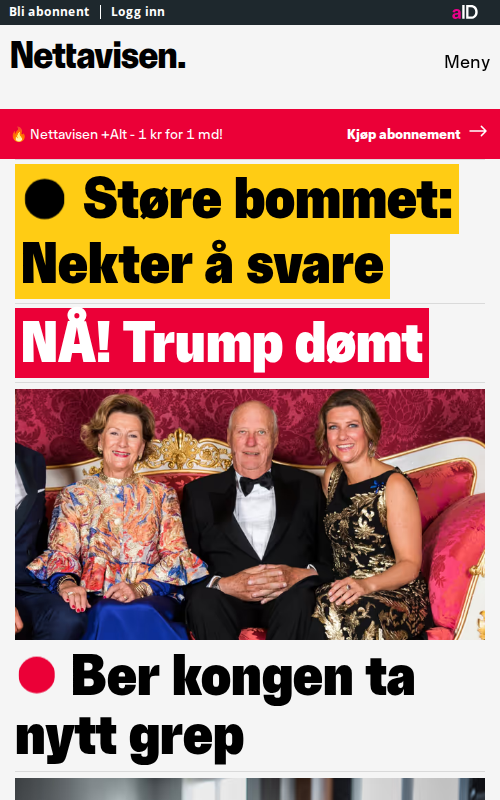 Bli abonnent | Logg inn
aID
Nettavisen.
Meny
🔥 Nettavisen +Alt - 1 kr for 1 md!
Kjøp abonnement →
Støre bommet:
Nekter å svare
NÅ! Trump dømt
Ber kongen ta
nytt grep